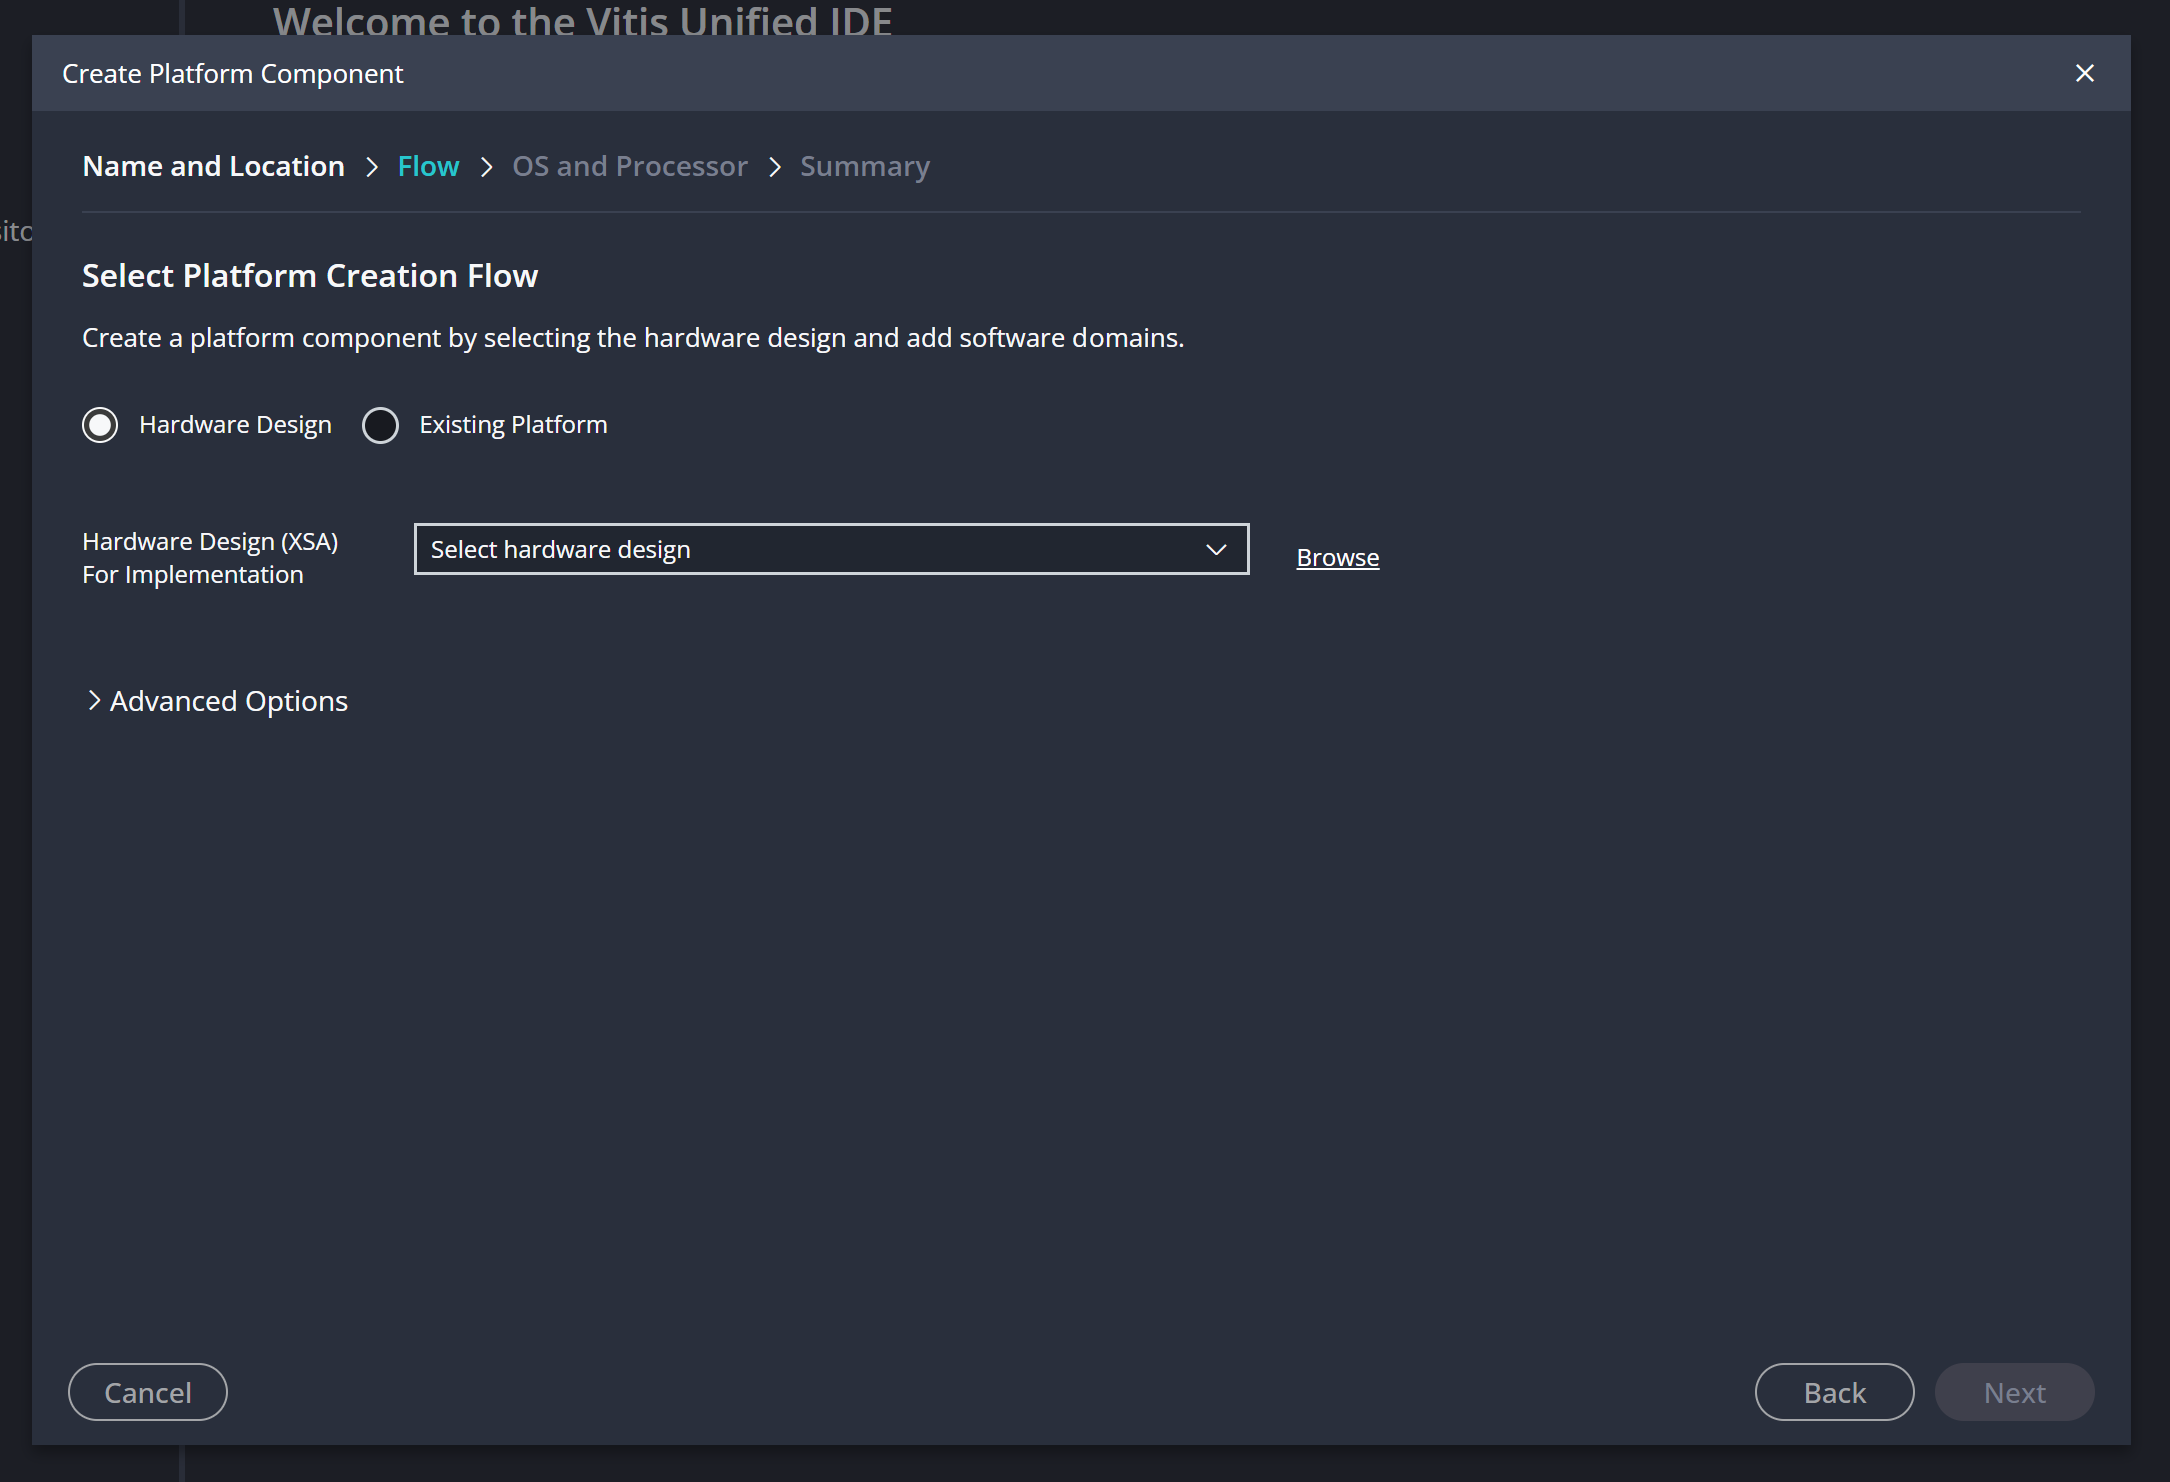 Welcome to the Vitis Unified IDE
Create Platform Component
Name and Location > Flow > OS and Processor > Summary
Select Platform Creation Flow
Create a platform component by selecting the hardware design and add software domains.
Hardware Design Existing Platform
Hardware Design (XSA)
For Implementation
Select hardware design
Browse
Advanced Options
Cancel
Back
Next